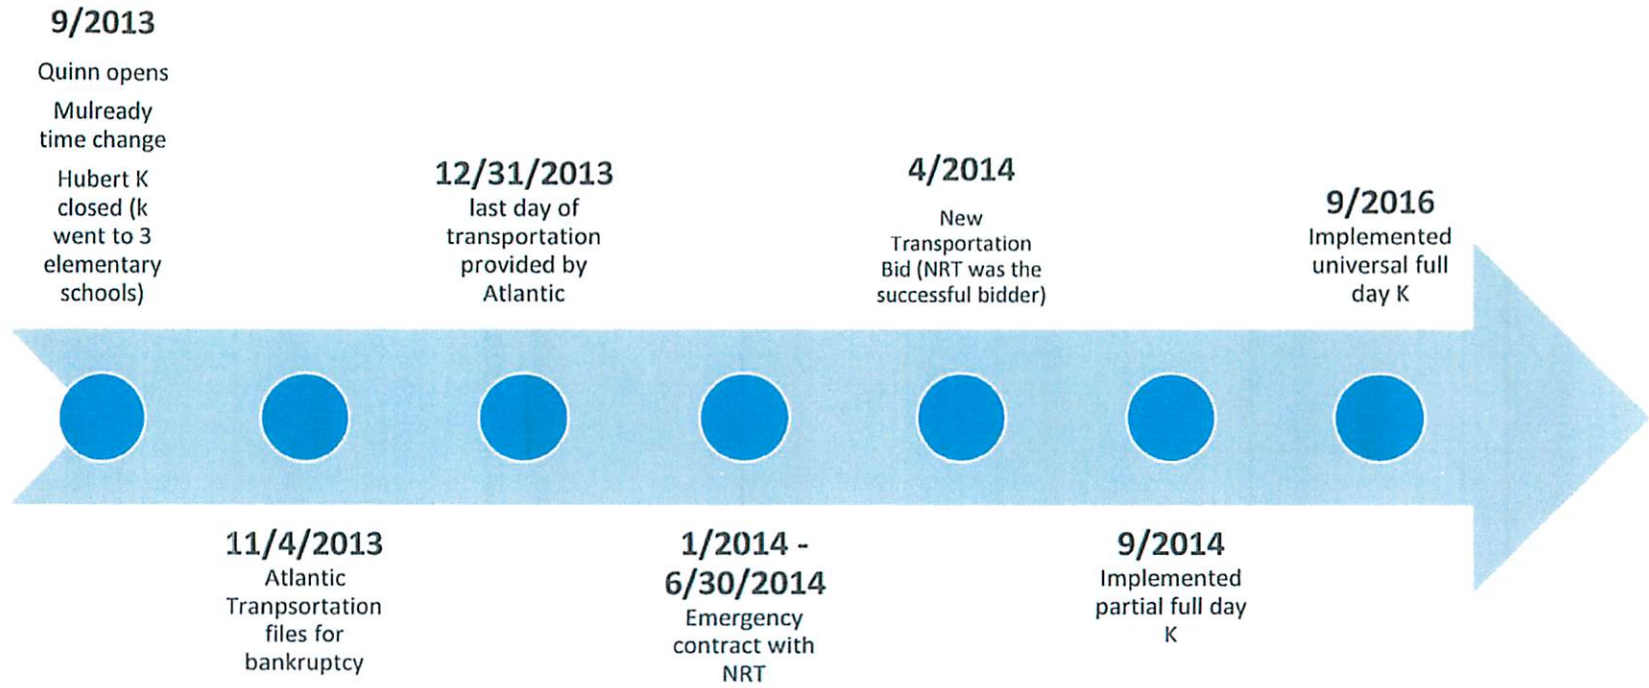 9/2013
Quinn opens
Mulready
time change
Hubert K
closed (k
went to 3
elementary
schools)
11/4/2013
Atlantic
Tranpsortation
files for
bankruptcy
12/31/2013
last day of
transportation
provided by
Atlantic
1/2014 -
6/30/2014
Emergency
contract with
NRT
4/2014
New
Transportation
Bid (NRT was the
successful bidder)
9/2014
Implemented
partial full day
K
9/2016
Implemented
universal full
day K